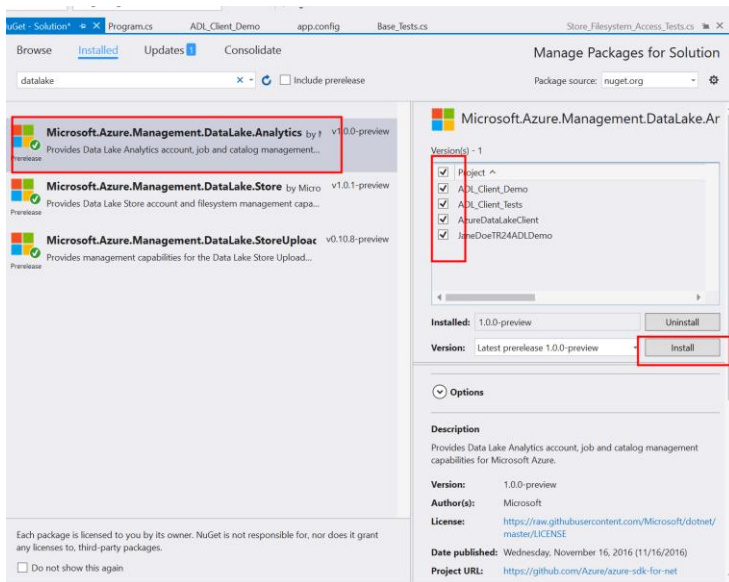 uGet - Solution* Program.cs ADL_Client_Demo app.config Base_Tests.cs Store_Filesystem_Access_Tests.cs
Browse Installed Updates 1 Consolidate
Manage Packages for Solution
datalake
Include prerelease
Package source: nuget.org
Microsoft.Azure.Management.DataLake.Analytics by v1.0.0-preview
Provides Data Lake Analytics account, job and catalog management...
Prerelease
Microsoft.Azure.Management.DataLake.Store by Micro v1.0.1-preview
Provides Data Lake Store account and filesystem management capa...
Prerelease
Microsoft.Azure.Management.DataLake.StoreUploac v0.10.8-preview
Provides management capabilities for the Data Lake Store Upload...
Prerelease
Each package is licensed to you by its owner. NuGet is not responsible, nor does it grant
any licenses to, third-party packages.
Do not show this again
Microsoft.Azure.Management.DataLake.Ar
Version(s) - 1
Project
ADL_Client_Demo
ADL_Client_Tests
AzureDataLakeClient
JaneDoeTR24ADLDemo
Installed: 1.0.0-preview Uninstall
Version: Latest prerelease 1.0.0-preview Install
Options
Description
Provides Data Lake Analytics account, job and catalog management
capabilities for Microsoft Azure.
Version: 1.0.0-preview
Author(s): Microsoft
License: https://raw.githubusercontent.com/Microsoft/dotnet/
master/LICENSE
Date published: Wednesday, November 16, 2016 (11/16/2016)
Project URL: https://github.com/Azure/azure-sdk-for-net